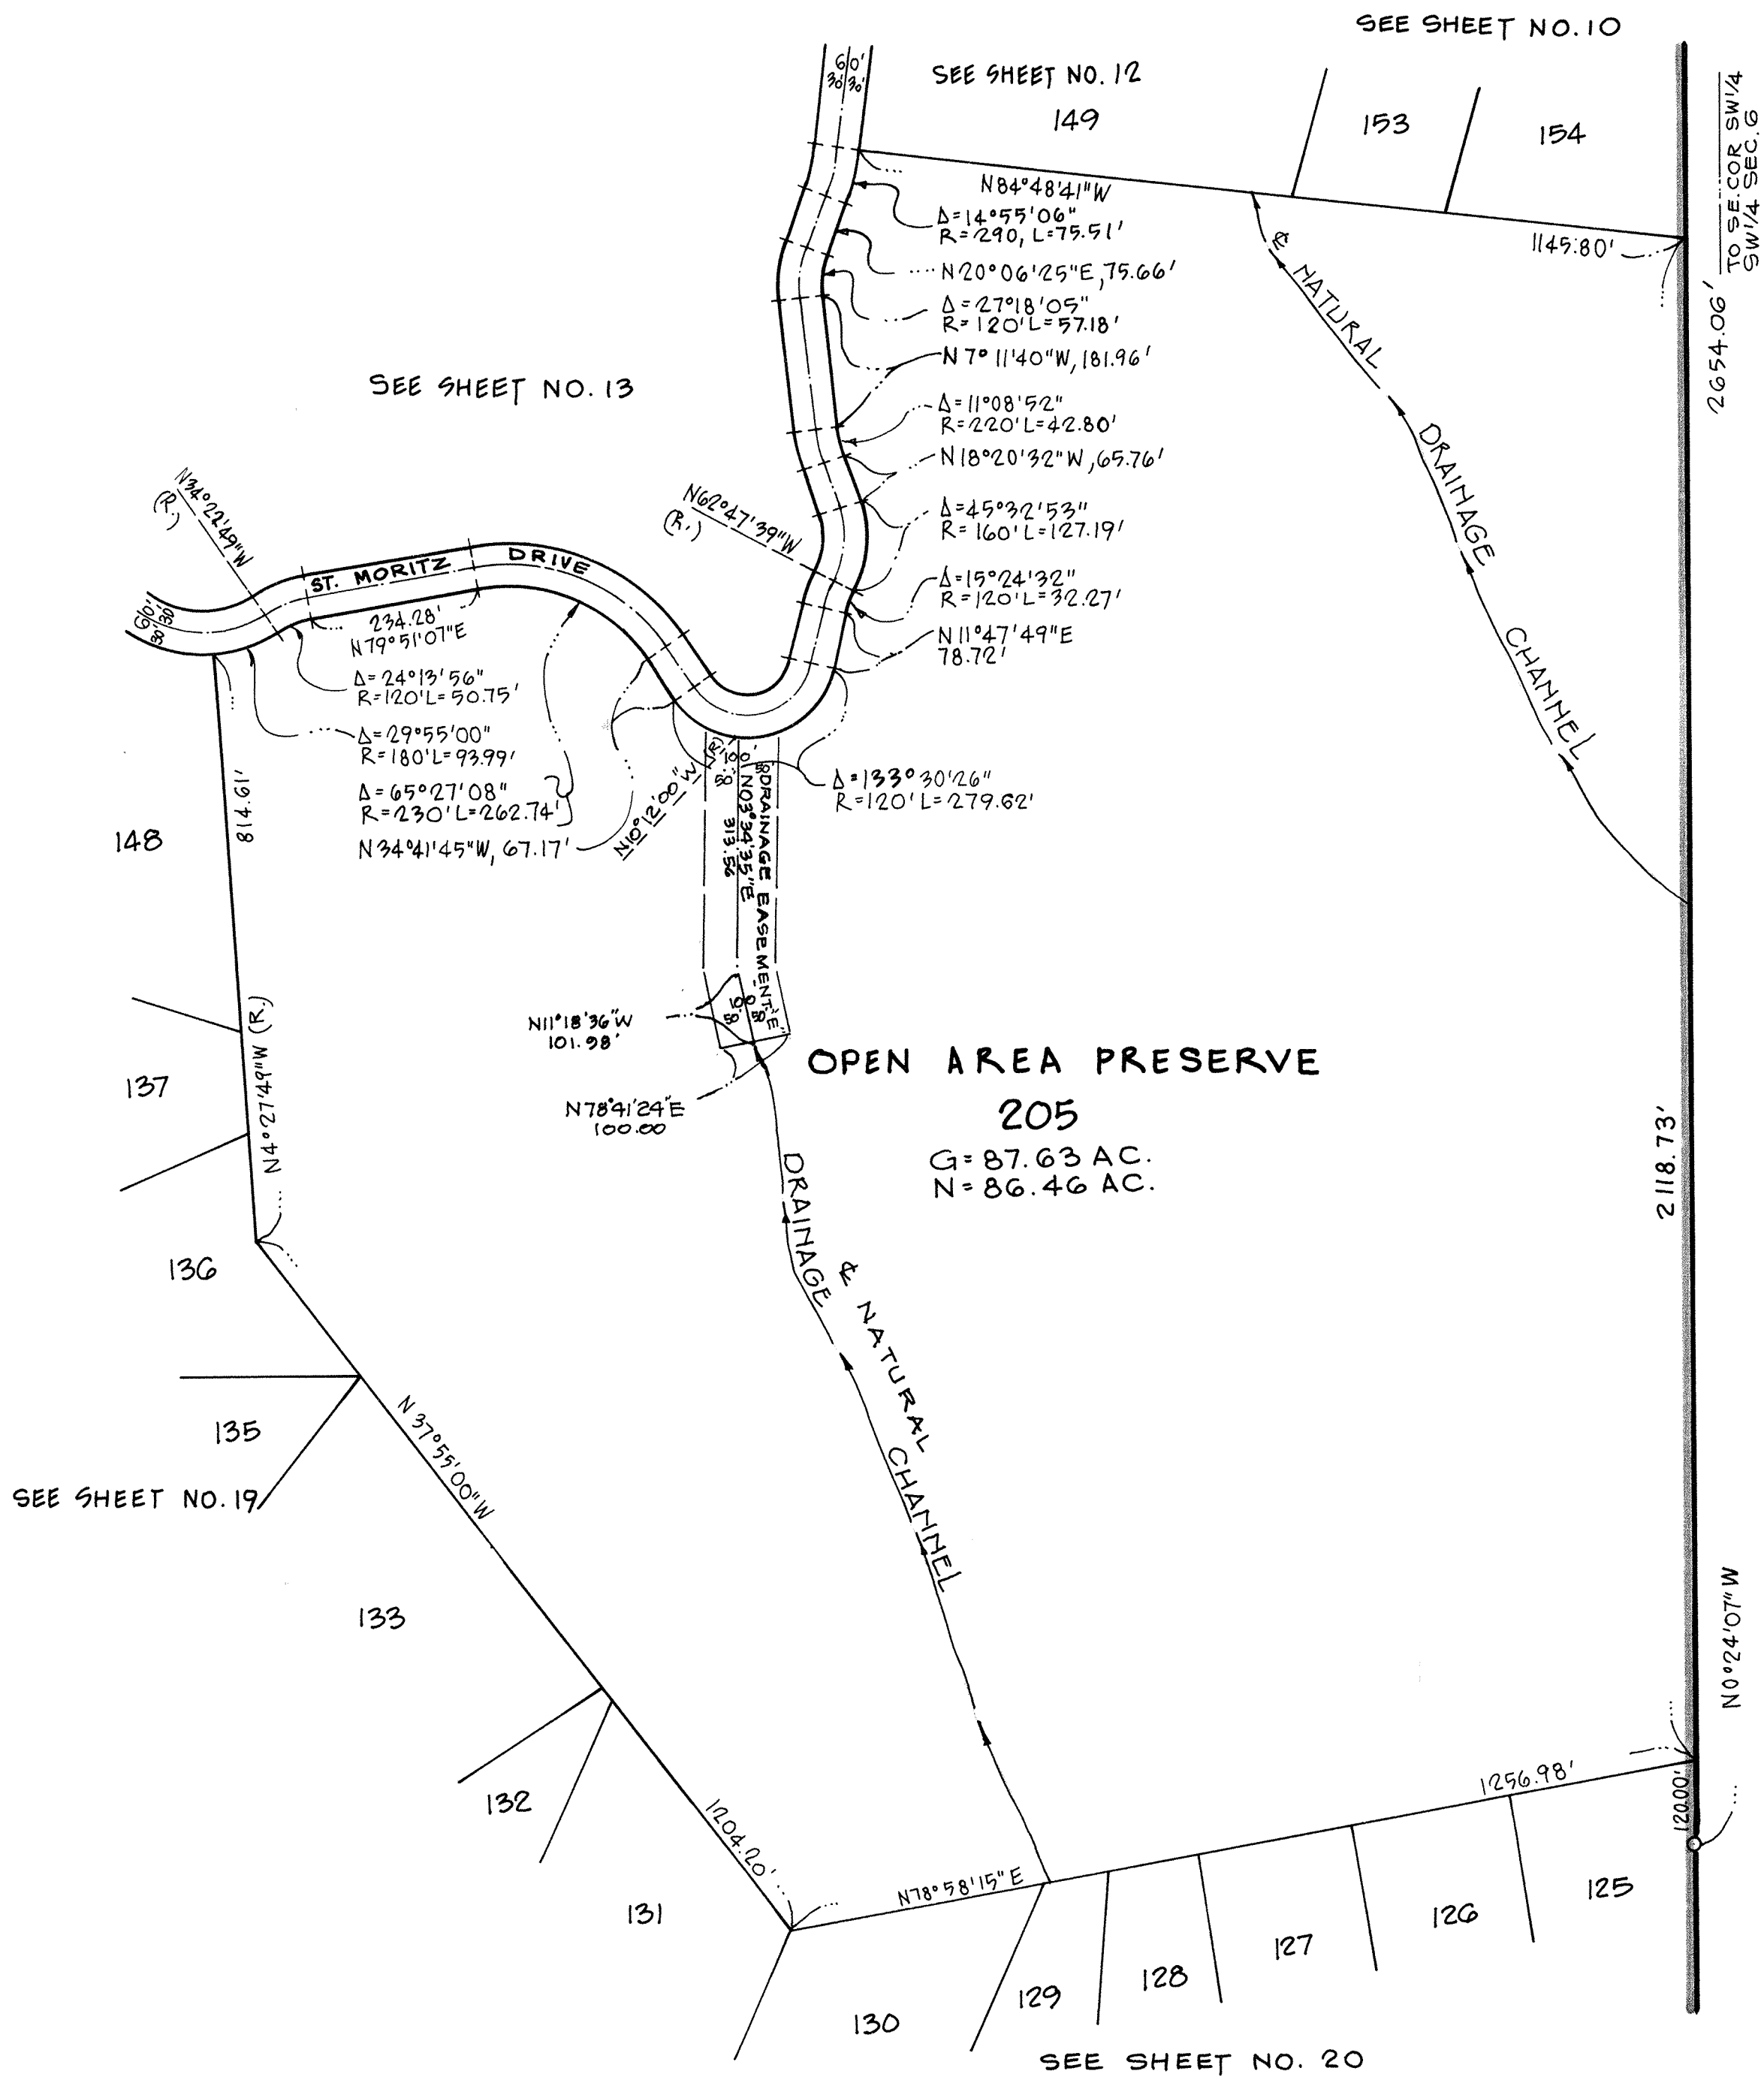 SEE SHEET NO. 10
SEE SHEET NO. 12
149
153
154
TO SE. COR SW 1/4
SW 1/4 SEC. 6
2654.06'
60'
30' 30'
N84°48'41"W
1145.80'
Δ=14°55'06"
R=290, L=75.51'
N20°06'25"E, 75.66'
Δ=27°18'05"
R=120' L=57.18'
N7°11'40"W, 181.96'
Δ=11°08'52"
R=220' L=42.80'
N18°20'32"W, 65.76'
Δ=45°32'53"
R=160' L=127.19'
Δ=15°24'32"
R=120' L=32.27'
N11°47'49"E
78.72'
Δ=133°30'26"
R=120' L=279.62'
℄ NATURAL DRAINAGE CHANNEL
SEE SHEET NO. 13
N34°22'49"W
(R.)
N62°47'39"W
(R.)
ST. MORITZ DRIVE
60'
30' 30'
234.28'
N79°51'07"E
Δ=24°13'56"
R=120' L=50.75'
Δ=29°55'00"
R=180' L=93.99'
Δ=65°27'08"
R=230' L=262.74'
N34°41'45"W, 67.17'
N10°12'00"W
(R)
100'
50' 50'
N03°34'35"E
313.56
DRAINAGE EASEMENT "E"
100
50' 50'
N11°18'36"W
101.98'
N78°41'24"E
100.00
148
814.61'
N4°27'49"W (R.)
137
136
135
SEE SHEET NO. 19
OPEN AREA PRESERVE
205
G=87.63 AC.
N=86.46 AC.
2118.73'
DRAINAGE
℄ NATURAL
CHANNEL
N37°55'00"W
1204.20'
133
132
131
N78°58'15"E
1256.98'
120.00'
N0°24'07"W
130
129
128
127
126
125
SEE SHEET NO. 20